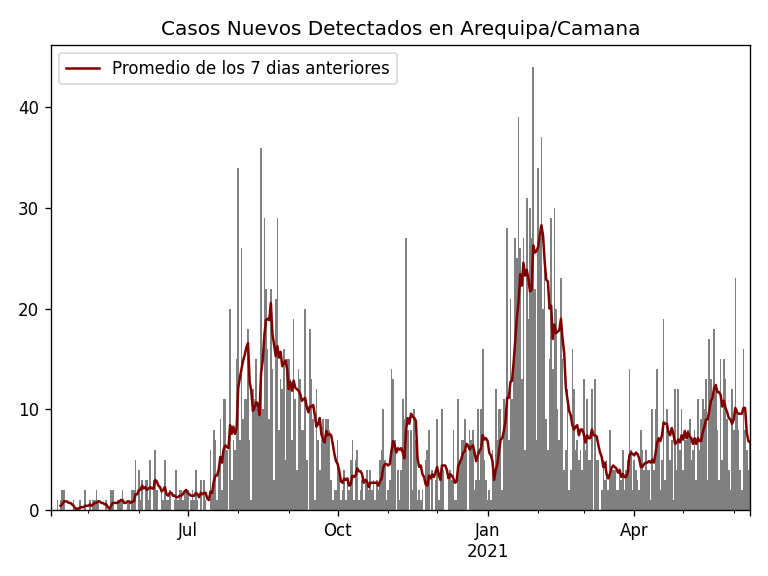 Casos Nuevos Detectados en Arequipa/Camana
Promedio de los 7 dias anteriores
40
30
20
10
0
Jul
Oct
Jan
2021
Apr